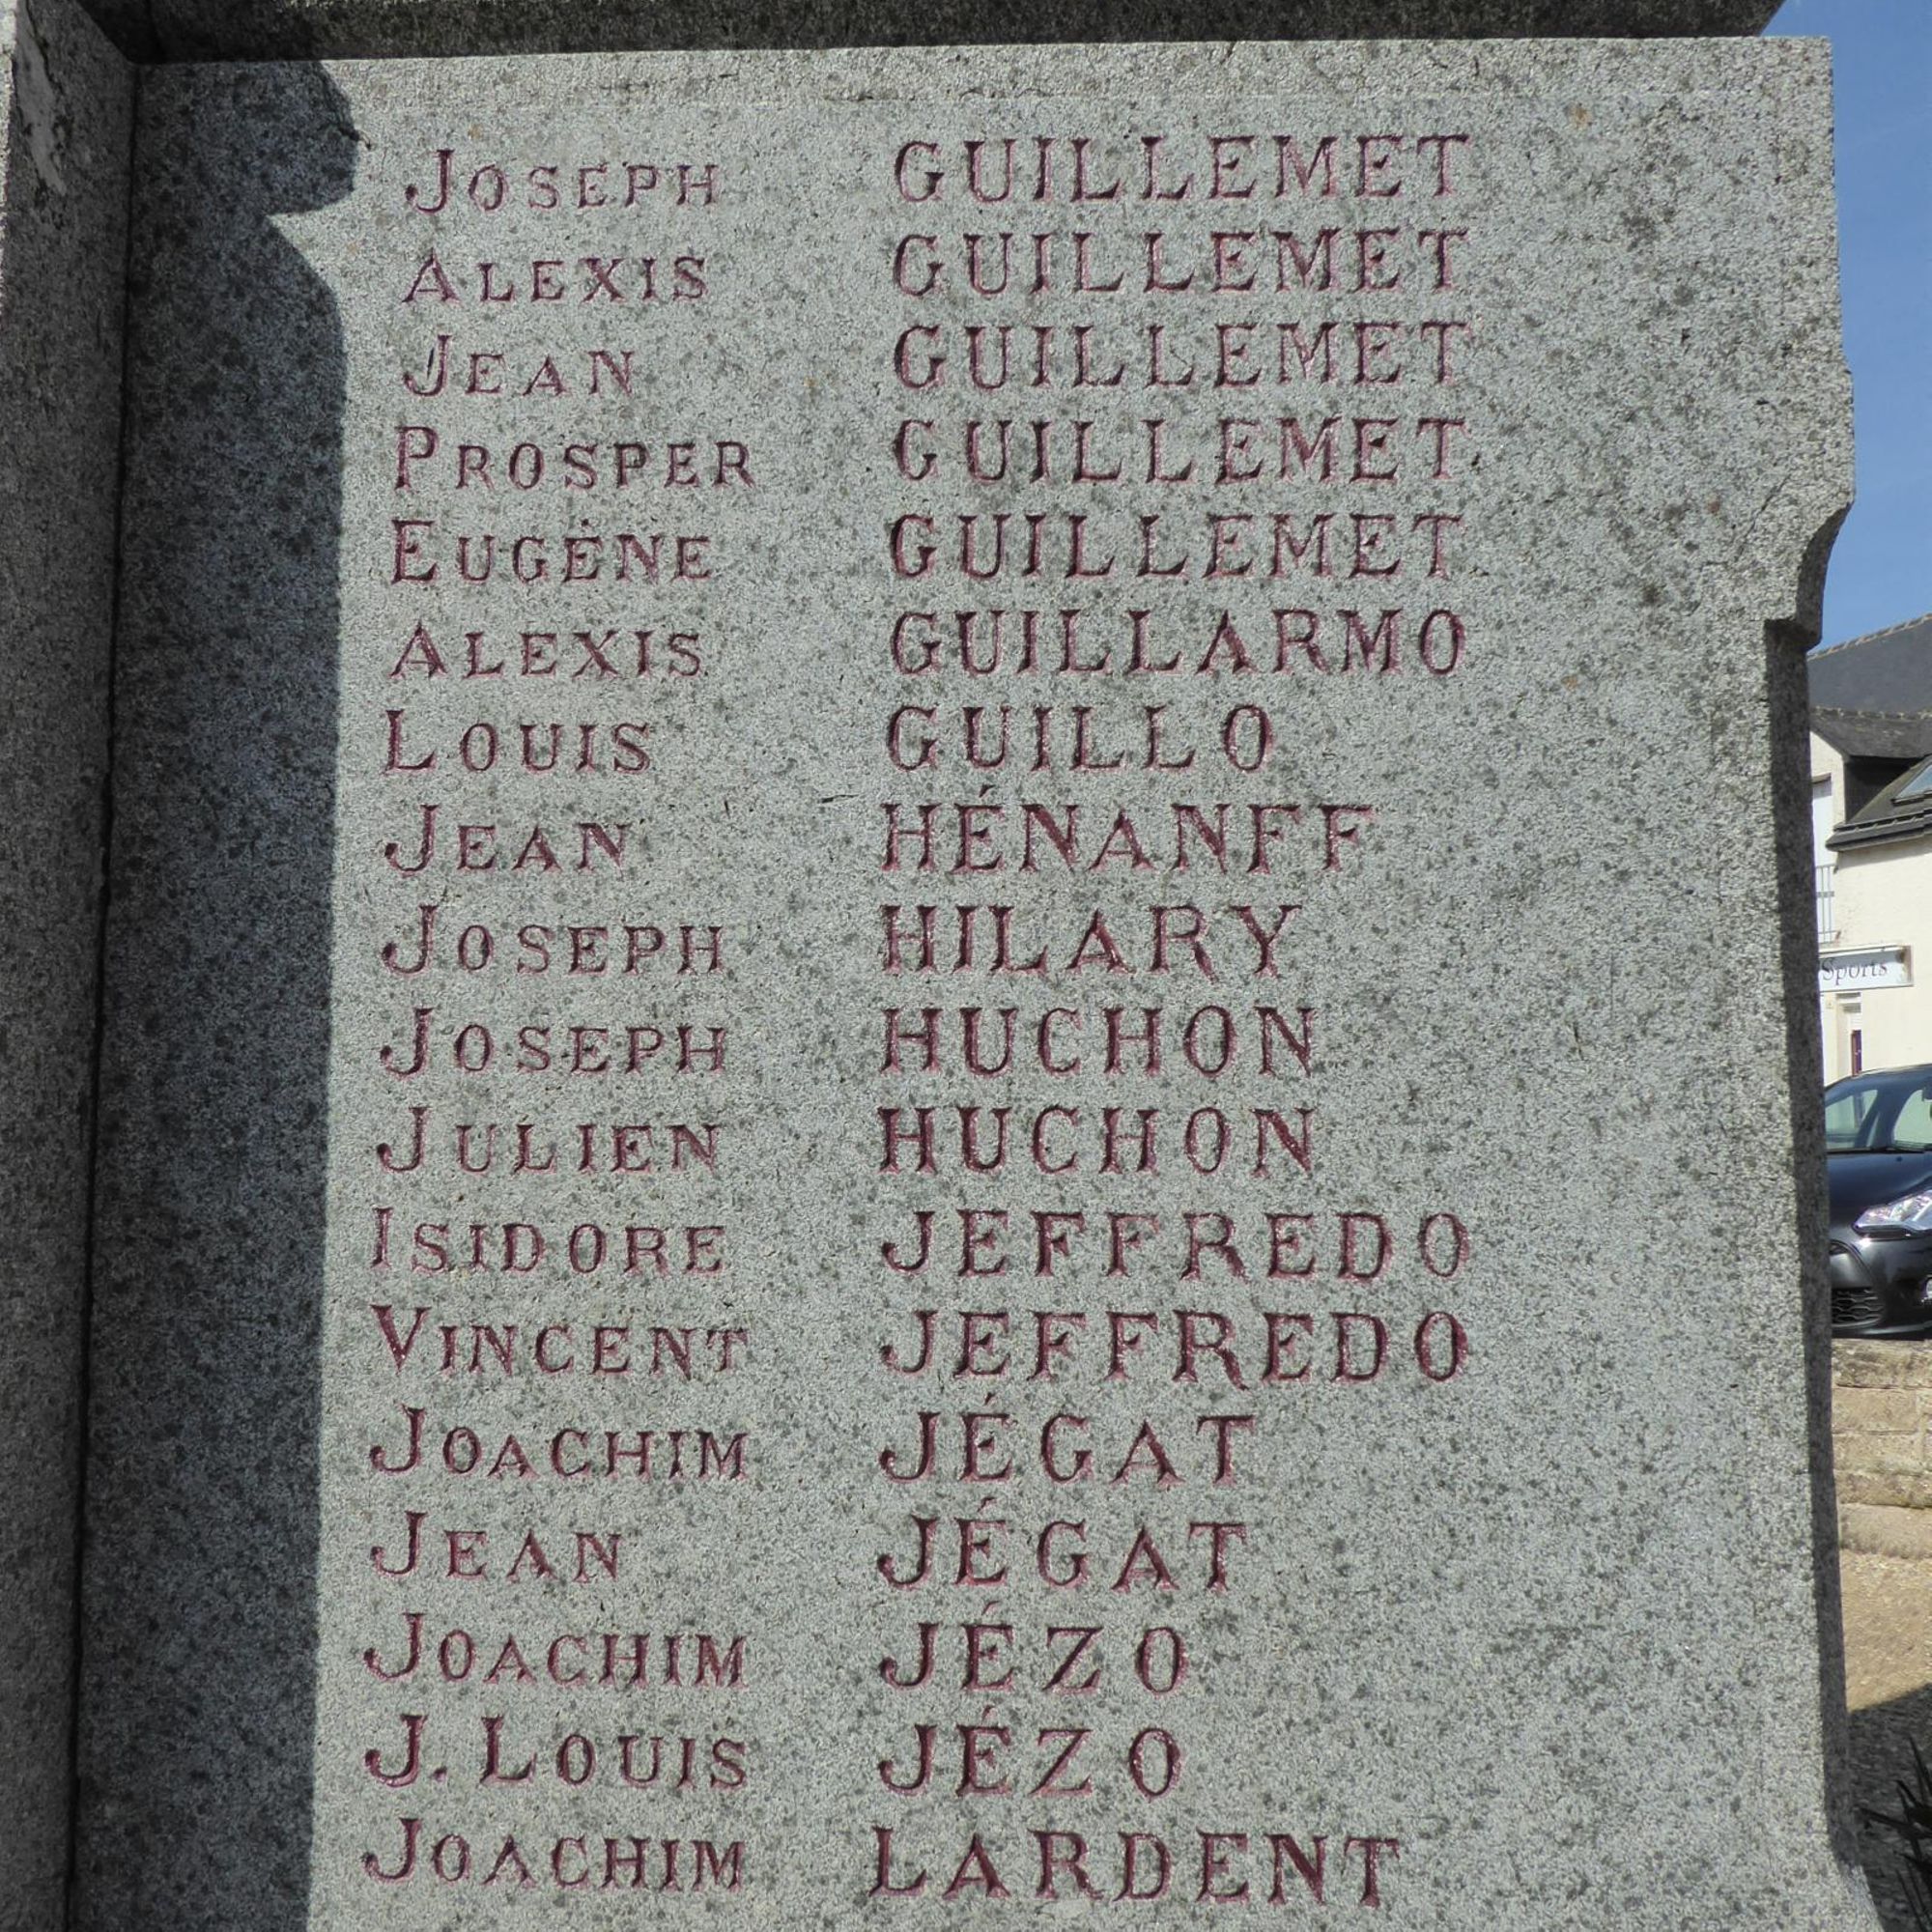 JOSEPH GUILLEMET
ALEXIS GUILLEMET
JEAN GUILLEMET
PROSPER GUILLEMET
EUGÈNE GUILLEMET
ALEXIS GUILLARMO
LOUIS GUILLO
JEAN HÉNANFF
JOSEPH HILARY
JOSEPH HUCHON
JULIEN HUCHON
ISIDORE JEFFREDO
VINCENT JEFFREDO
JOACHIM JÉGAT
JEAN JÉGAT
JOACHIM JÉZO
J. LOUIS JÉZO
JOACHIM LARDENT
Sports